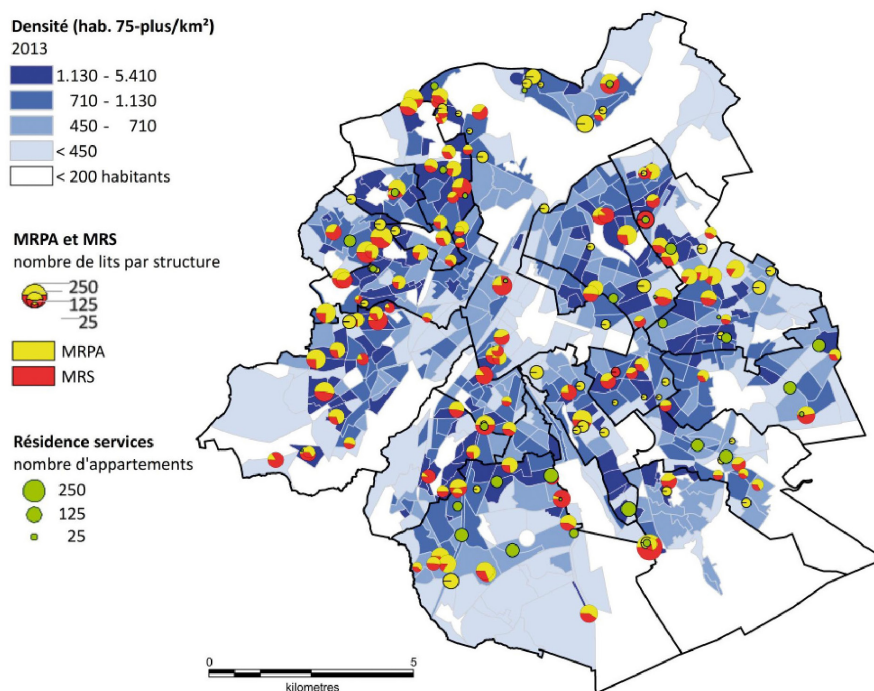 Densité (hab. 75-plus/km²)
2013
1.130 - 5.410
710 - 1.130
450 - 710
< 450
< 200 habitants
MRPA et MRS
nombre de lits par structure
250
125
25
MRPA
MRS
Résidence services
nombre d'appartements
250
125
25
0 5
kilometres